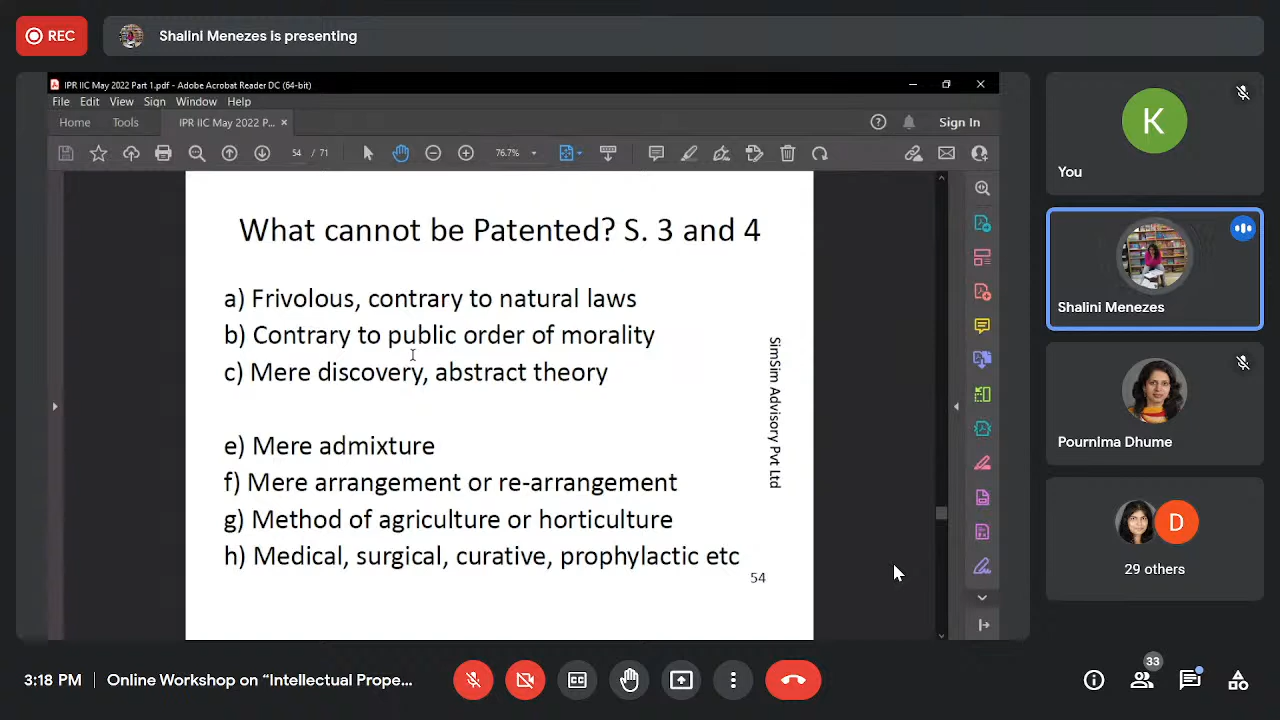 REC
Shalini Menezes is presenting
IPR IIC May 2022 Part 1.pdf - Adobe Acrobat Reader DC (64-bit)
File Edit View Sign Window Help
Home Tools IPR IIC May 2022 P... × Sign In
54 / 71 76.7%
What cannot be Patented? S. 3 and 4
a) Frivolous, contrary to natural laws
b) Contrary to public order of morality
c) Mere discovery, abstract theory
e) Mere admixture
f) Mere arrangement or re-arrangement
g) Method of agriculture or horticulture
h) Medical, surgical, curative, prophylactic etc
54
SimSim Advisory Pvt Ltd
K
You
Shalini Menezes
Pournima Dhume
D
29 others
3:18 PM | Online Workshop on “Intellectual Prope...
33